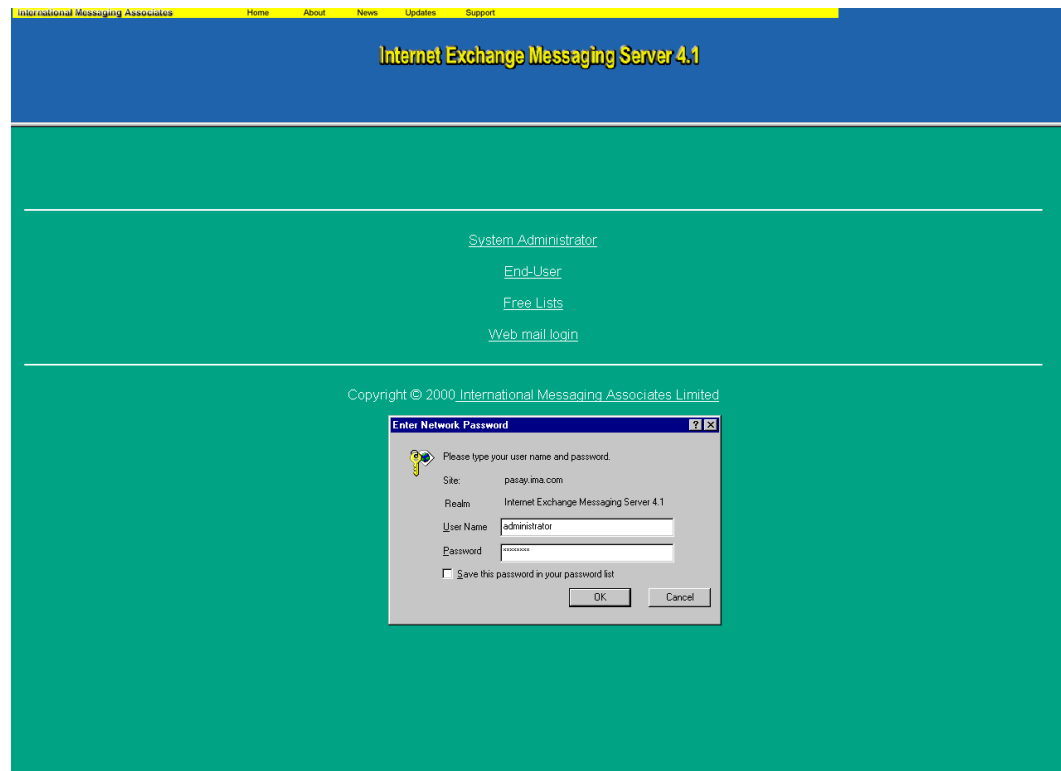 International Messaging Associates Home About News Updates Support
Internet Exchange Messaging Server 4.1
System Administrator
End-User
Free Lists
Web mail login
Copyright © 2000 International Messaging Associates Limited
Enter Network Password
Please type your user name and password.
Site: pasay.ima.com
Realm Internet Exchange Messaging Server 4.1
User Name administrator
Password xxxxxxxx
Save this password in your password list
OK Cancel